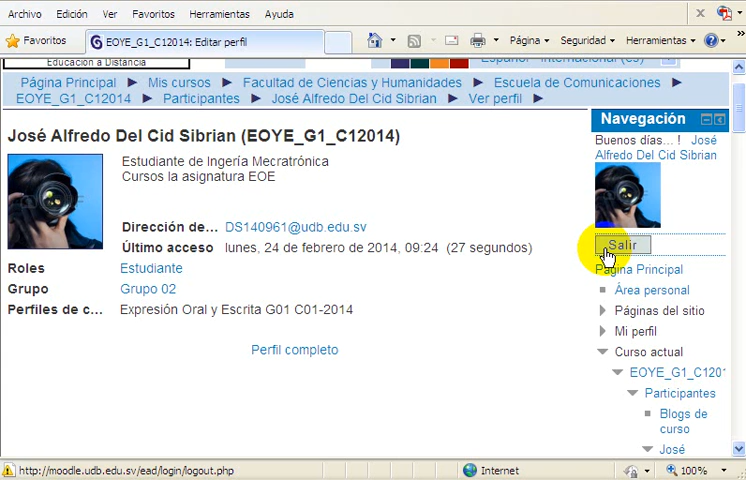 Archivo Edición Ver Favoritos Herramientas Ayuda
Favoritos EOYE_G1_C12014: Editar perfil Página Seguridad Herramientas
Educación a Distancia Español - Internacional (es)
Página Principal Mis cursos Facultad de Ciencias y Humanidades Escuela de Comunicaciones
EOYE_G1_C12014 Participantes José Alfredo Del Cid Sibrian Ver perfil
José Alfredo Del Cid Sibrian (EOYE_G1_C12014)
Estudiante de Ingería Mecratrónica
Cursos la asignatura EOE
Dirección de... DS140961@udb.edu.sv
Último acceso lunes, 24 de febrero de 2014, 09:24 (27 segundos)
Roles Estudiante
Grupo Grupo 02
Perfiles de c... Expresión Oral y Escrita G01 C01-2014
Perfil completo
Navegación
Buenos días... ! José
Alfredo Del Cid Sibrian
Salir
Página Principal
Área personal
Páginas del sitio
Mi perfil
Curso actual
EOYE_G1_C1201
Participantes
Blogs de
curso
José
http://moodle.udb.edu.sv/ead/login/logout.php Internet 100%